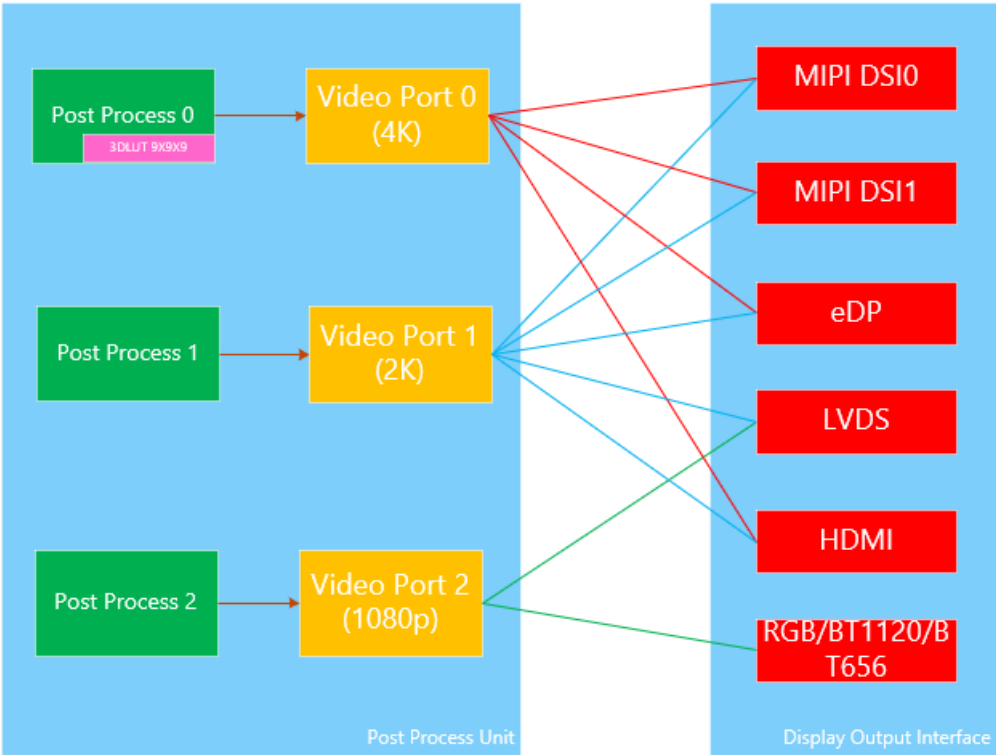 Post Process 0
3DLUT 9X9X9
Video Port 0
(4K)
MIPI DSI0
MIPI DSI1
eDP
Post Process 1
Video Port 1
(2K)
LVDS
HDMI
Post Process 2
Video Port 2
(1080p)
RGB/BT1120/B
T656
Post Process Unit
Display Output Interface